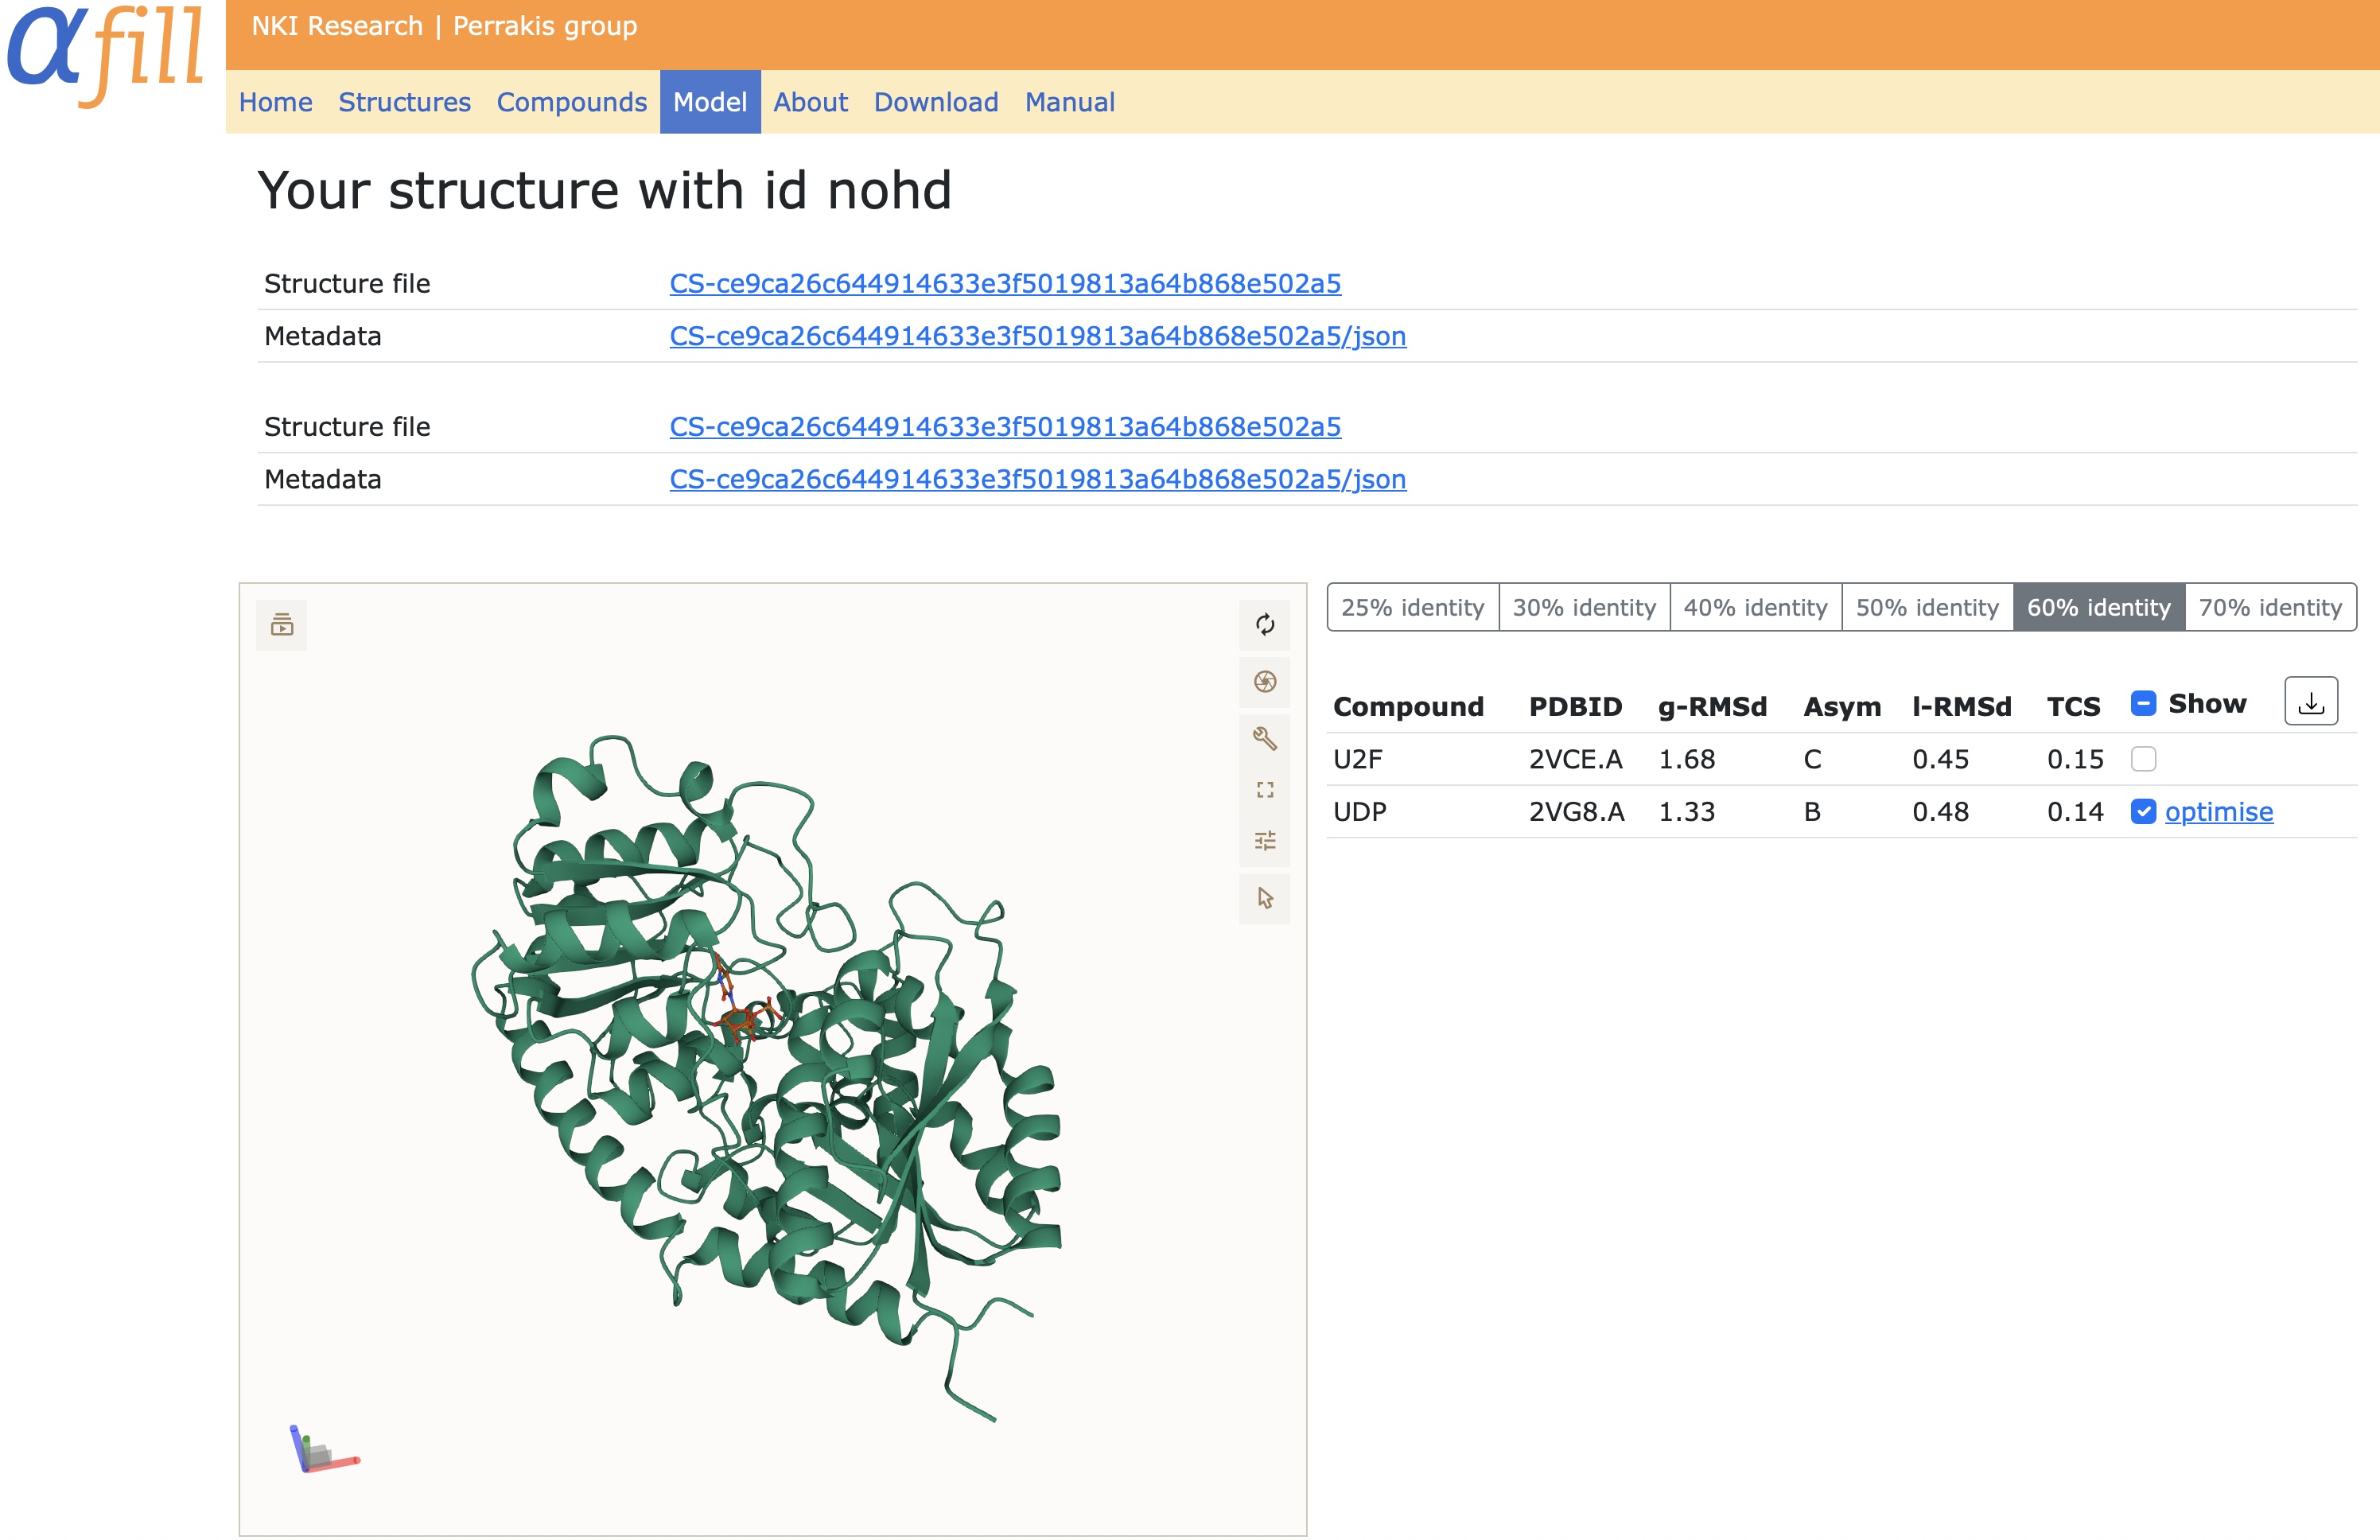 αfill
NKI Research | Perrakis group
Home Structures Compounds Model About Download Manual
Your structure with id nohd
Structure file CS-ce9ca26c644914633e3f5019813a64b868e502a5
Metadata CS-ce9ca26c644914633e3f5019813a64b868e502a5/json
Structure file CS-ce9ca26c644914633e3f5019813a64b868e502a5
Metadata CS-ce9ca26c644914633e3f5019813a64b868e502a5/json
25% identity 30% identity 40% identity 50% identity 60% identity 70% identity
Compound PDBID g-RMSd Asym l-RMSd TCS Show
U2F 2VCE.A 1.68 C 0.45 0.15
UDP 2VG8.A 1.33 B 0.48 0.14 optimise